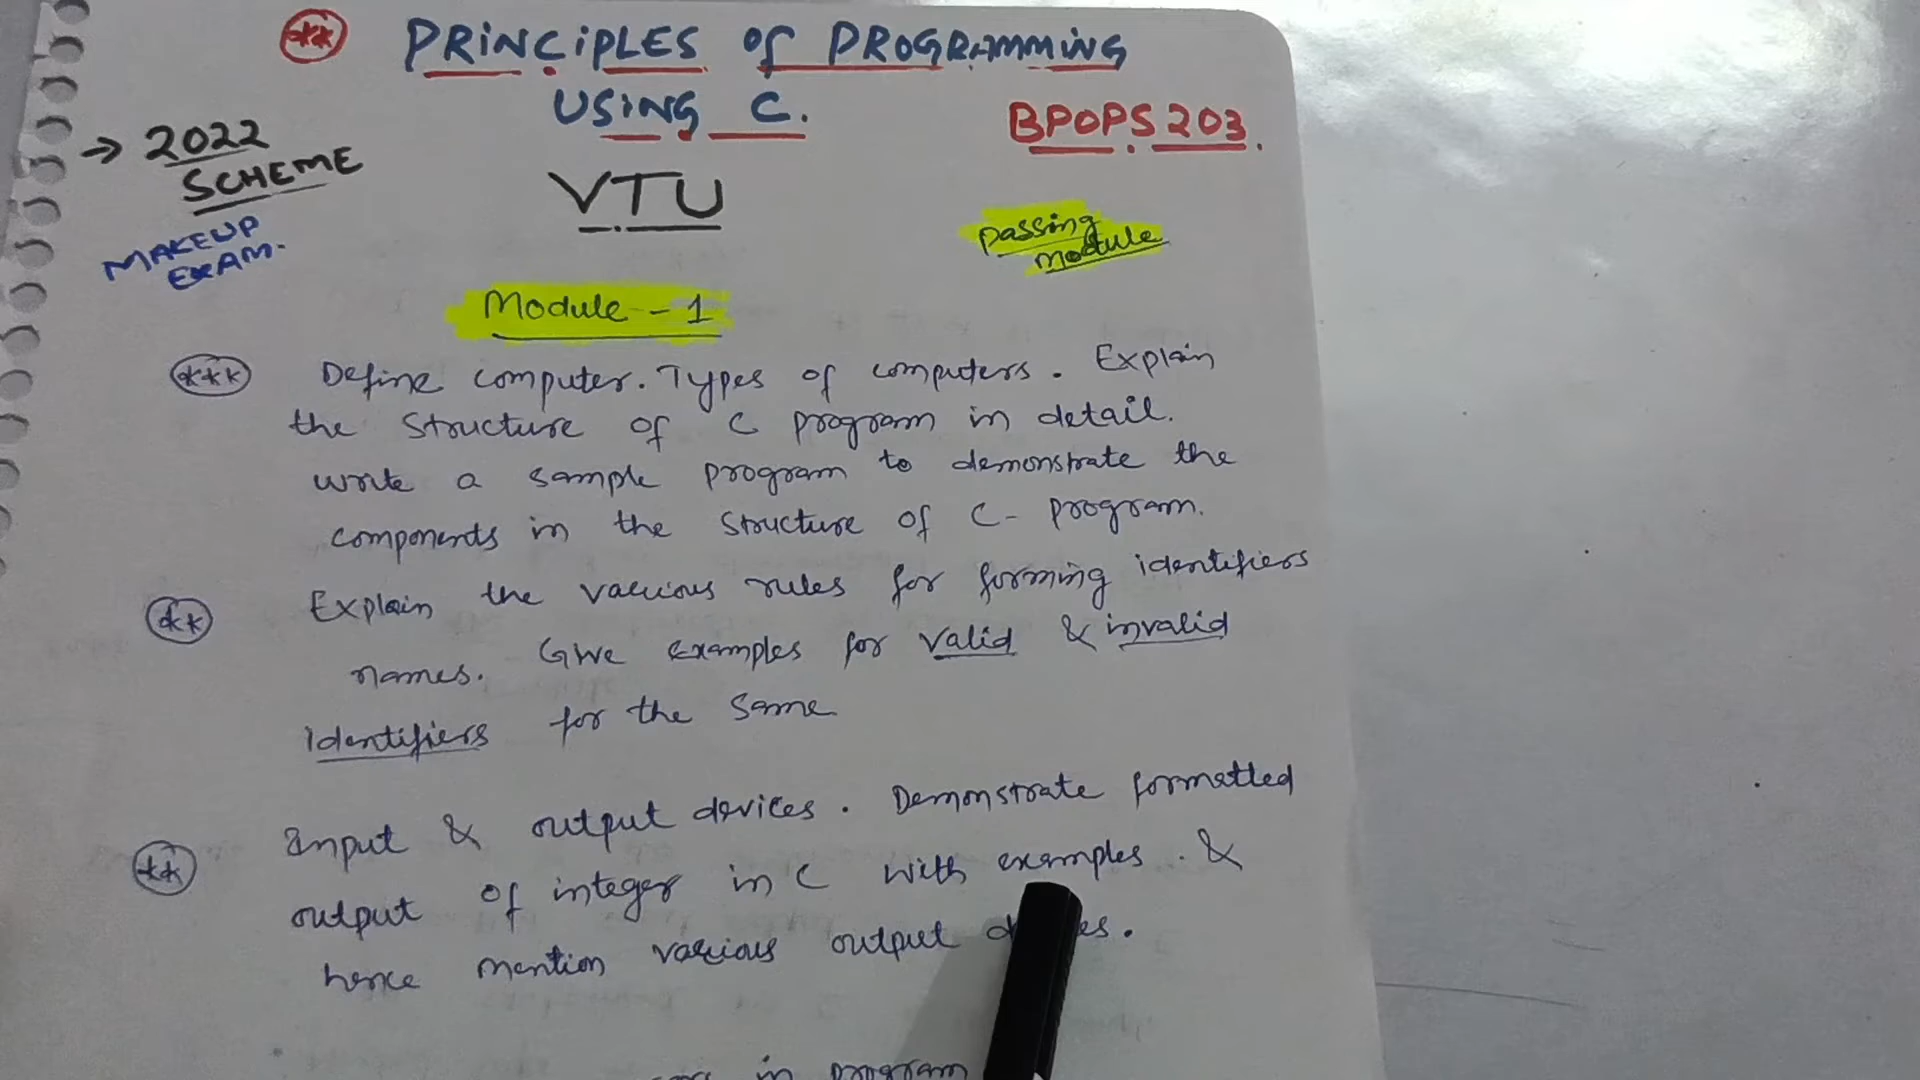 ** PRINCIPLES OF PROGRAMMING
USING C.
BPOPS203.
→ 2022
SCHEME
VTU
MAKEUP
EXAM.
passing
module
Module - 1
*** Define computer. Types of computers. Explain
the structure of C program in detail.
write a sample program to demonstrate the
components in the structure of C- program.
** Explain the various rules for forming identifiers
names. Give examples for valid & invalid
identifiers for the same
** Input & output devices. Demonstrate formatted
output of integer in C with examples. &
hence mention various output
in program